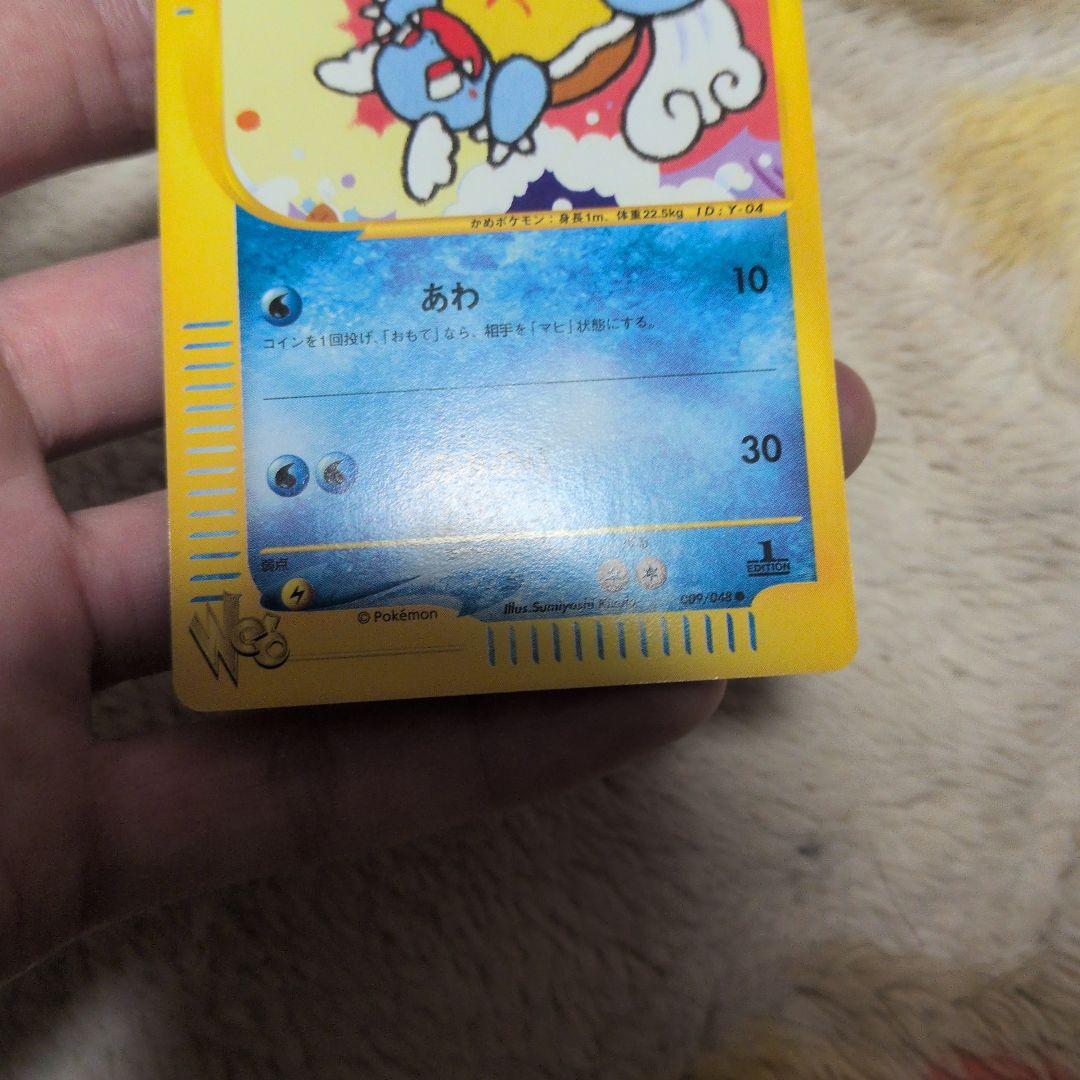 かめポケモン：身長1m、体重22.5kg ID:Y-04
あわ 10
コインを1回投げ、「おもて」なら、相手を「マヒ」状態にする。
30
弱点
1
EDITION
Web
© Pokémon
Illus. Sumiyoshi
009/048